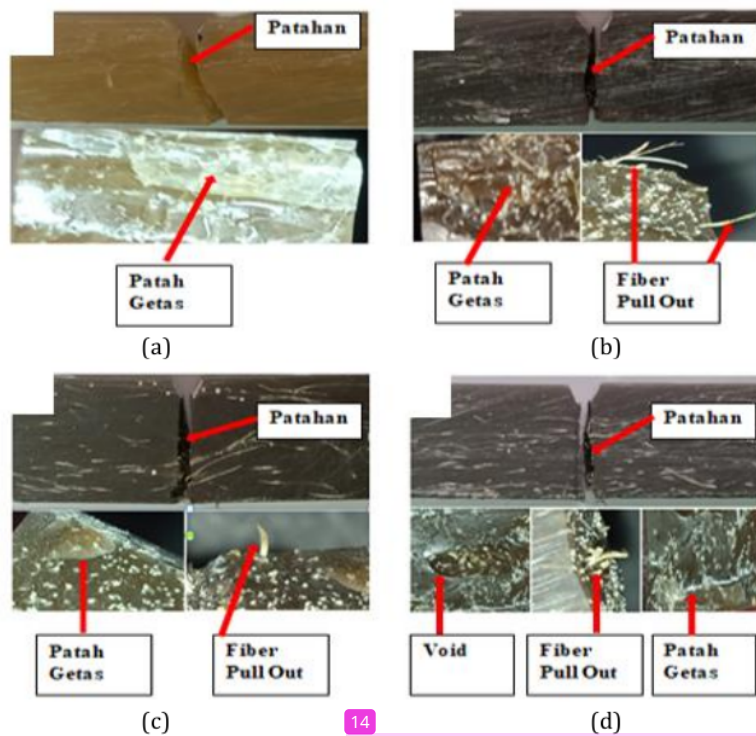 Patahan
Patah
Getas
(a)
Patahan
Patah
Getas
Fiber
Pull Out
(b)
Patahan
Patah
Getas
Fiber
Pull Out
(c)
Patahan
Void
Fiber
Pull Out
Patah
Getas
(d)
14